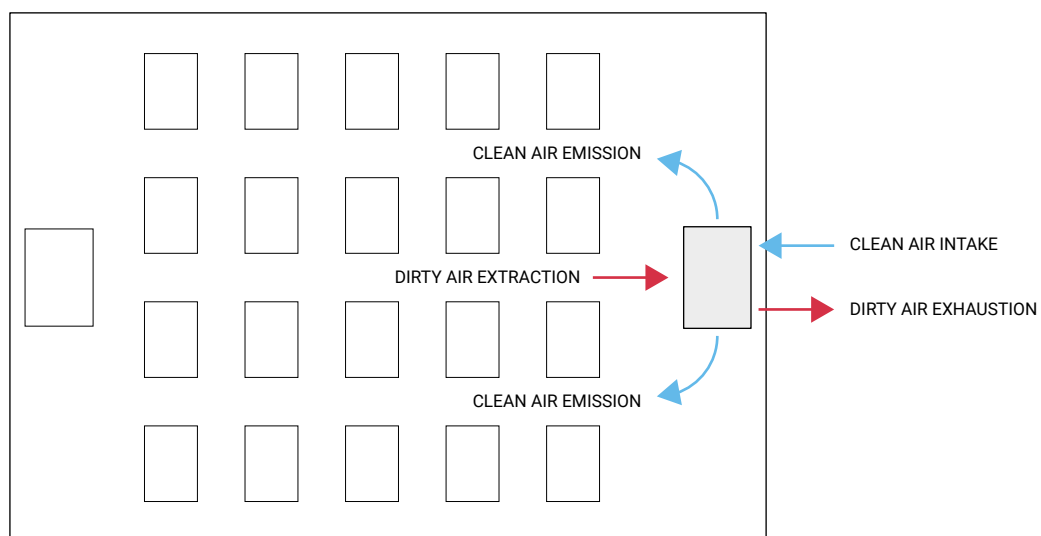 CLEAN AIR EMISSION
CLEAN AIR INTAKE
DIRTY AIR EXTRACTION
DIRTY AIR EXHAUSTION
CLEAN AIR EMISSION